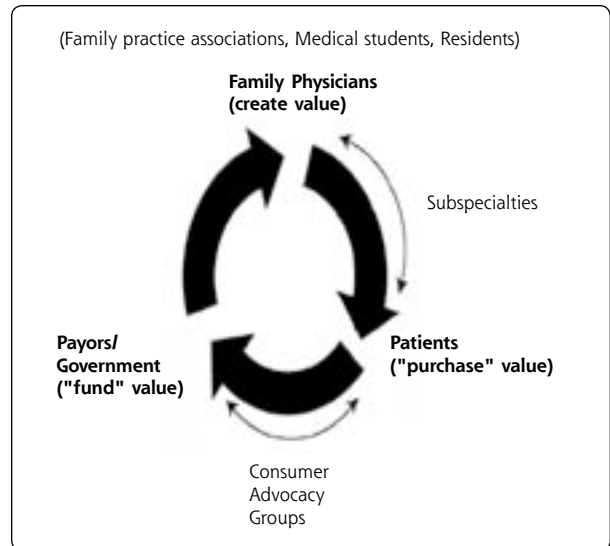 (Family practice associations, Medical students, Residents)
Family Physicians
(create value)
Subspecialties
Payors/
Government
("fund" value)
Patients
("purchase" value)
Consumer
Advocacy
Groups